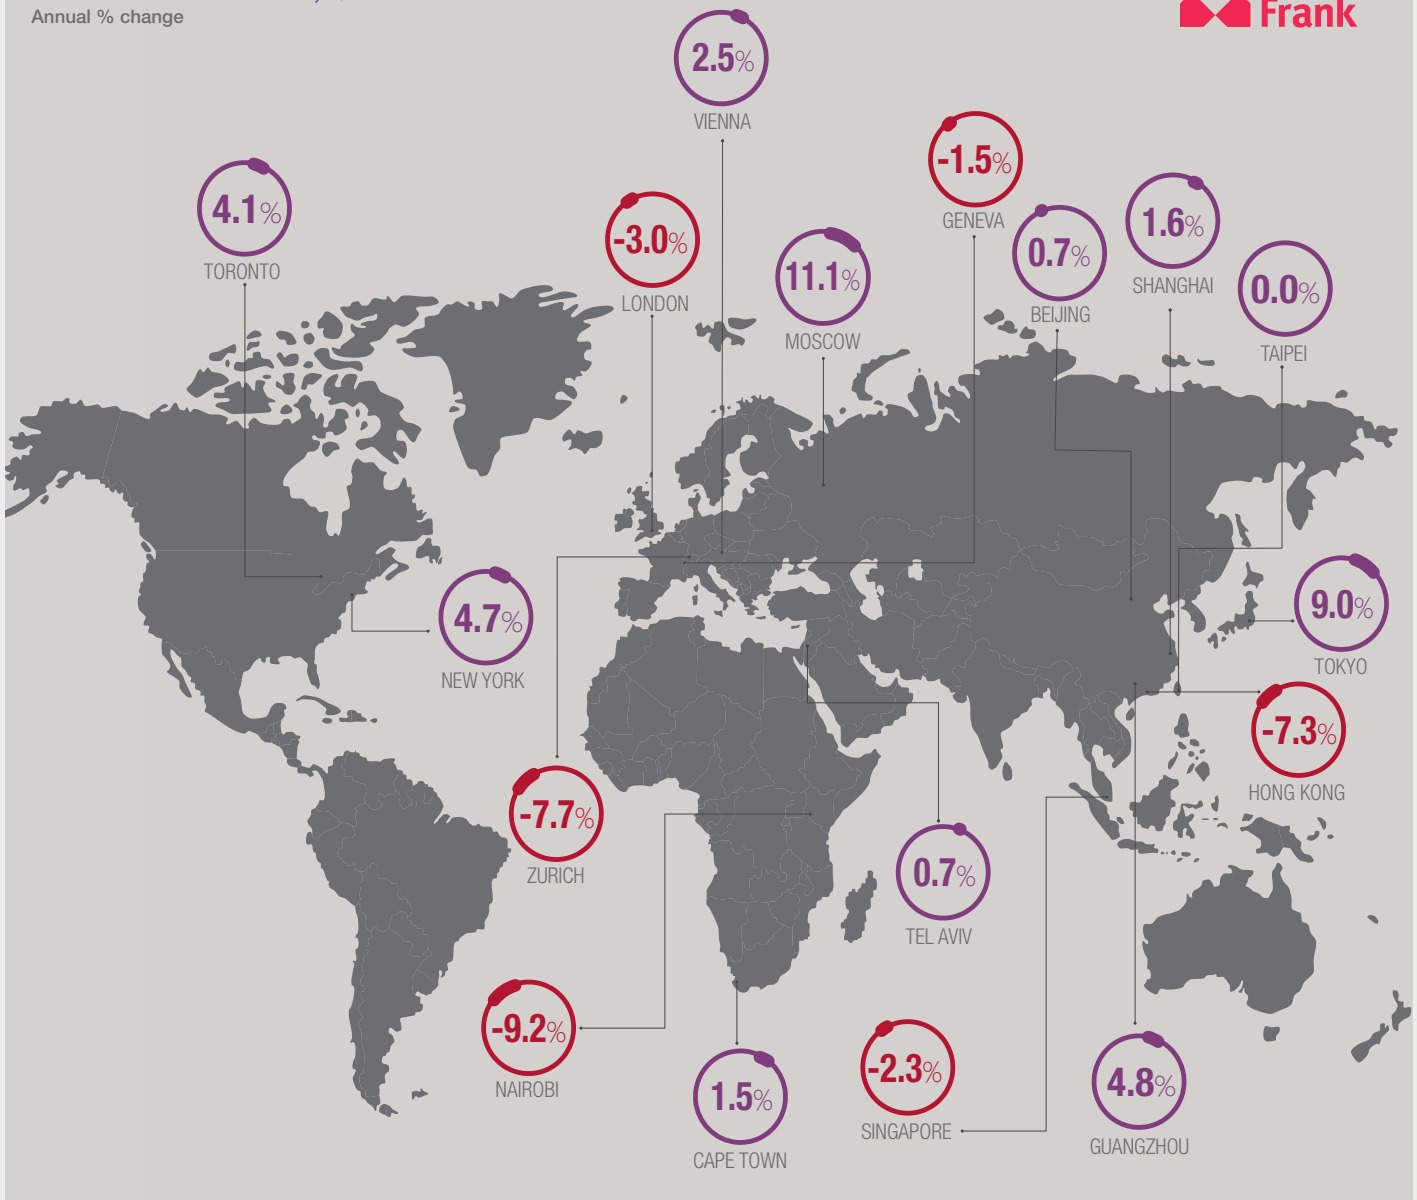 Annual % change
Frank
2.5%
VIENNA
-1.5%
GENEVA
4.1%
TORONTO
-3.0%
LONDON
11.1%
MOSCOW
0.7%
BEIJING
1.6%
SHANGHAI
0.0%
TAIPEI
4.7%
NEW YORK
9.0%
TOKYO
-7.3%
HONG KONG
-7.7%
ZURICH
0.7%
TEL AVIV
-9.2%
NAIROBI
1.5%
CAPE TOWN
-2.3%
SINGAPORE
4.8%
GUANGZHOU